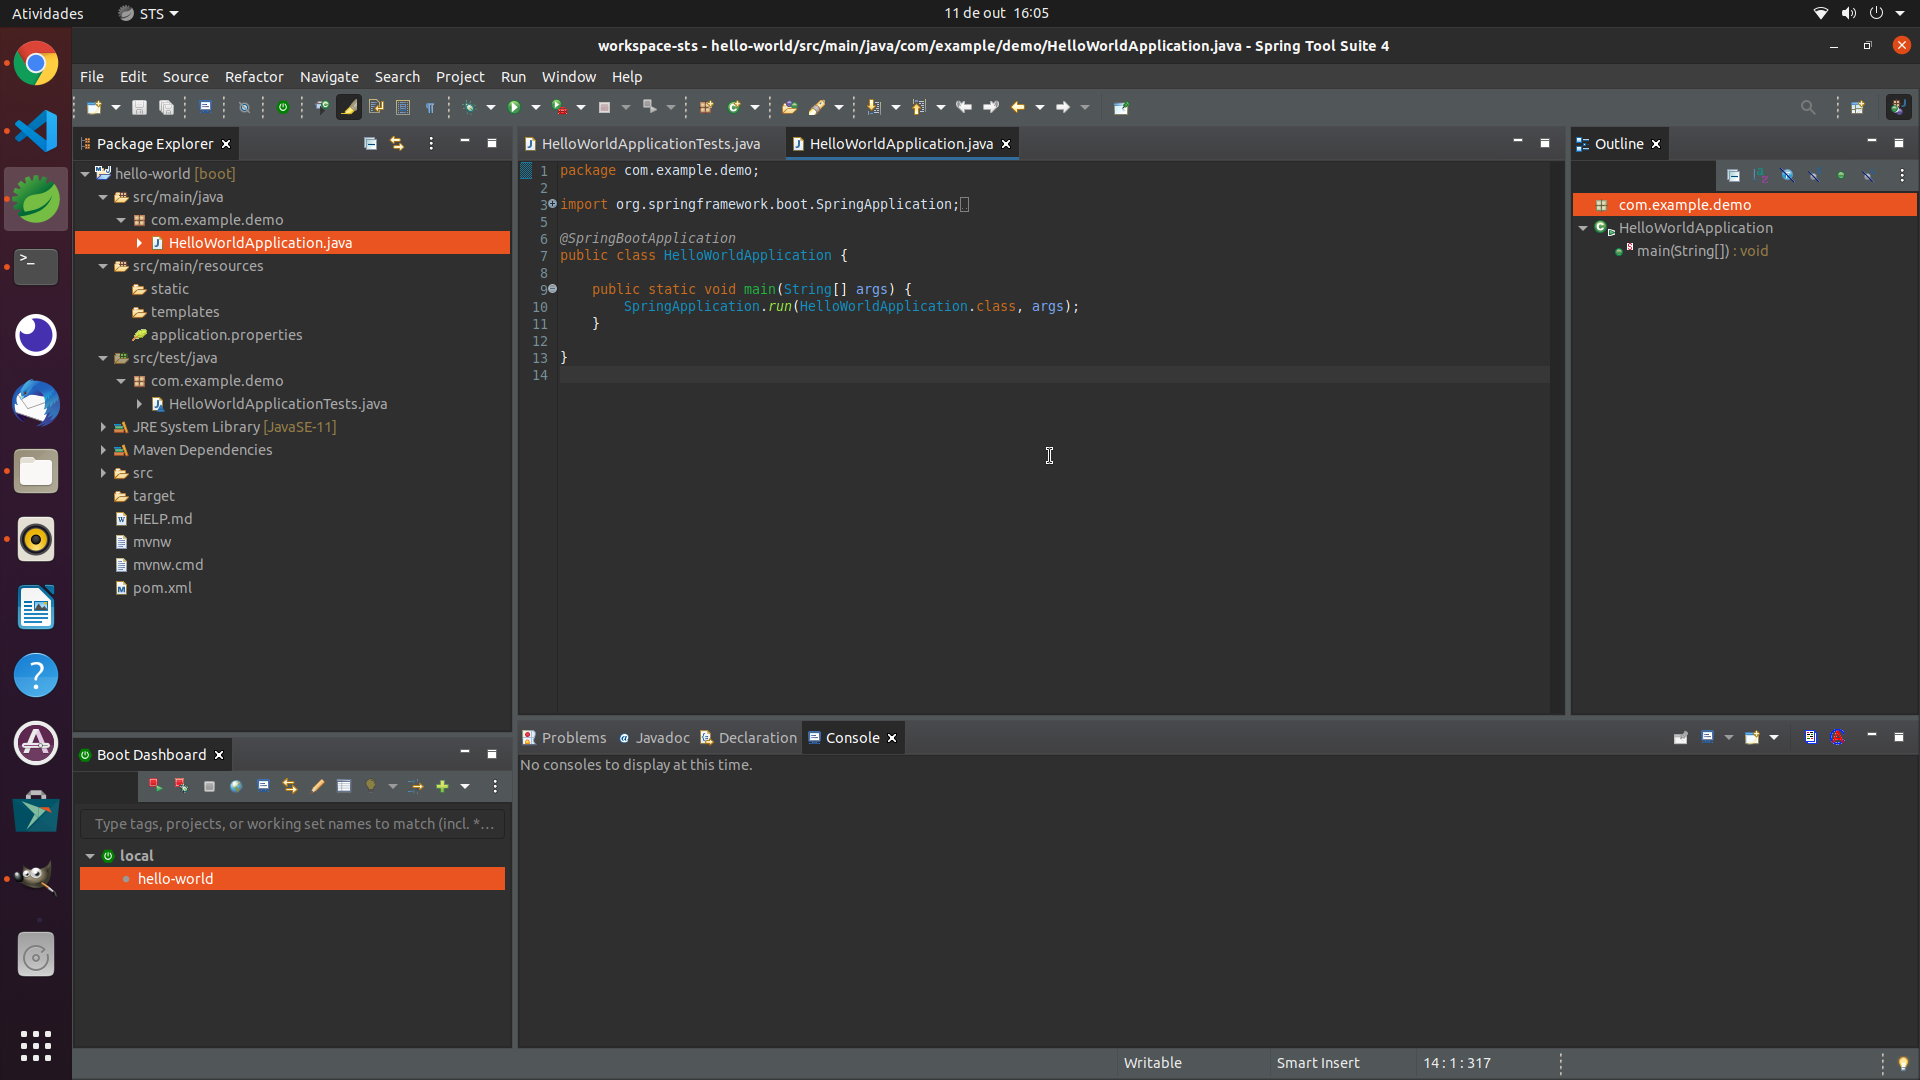 Atividades
STS
11 de out 16:05
workspace-sts - hello-world/src/main/java/com/example/demo/HelloWorldApplication.java - Spring Tool Suite 4
File Edit Source Refactor Navigate Search Project Run Window Help
Package Explorer
hello-world [boot]
src/main/java
com.example.demo
HelloWorldApplication.java
src/main/resources
static
templates
application.properties
src/test/java
com.example.demo
HelloWorldApplicationTests.java
JRE System Library [JavaSE-11]
Maven Dependencies
src
target
HELP.md
mvnw
mvnw.cmd
pom.xml
HelloWorldApplicationTests.java
HelloWorldApplication.java
1 package com.example.demo;
2
3 import org.springframework.boot.SpringApplication;
5
6 @SpringBootApplication
7 public class HelloWorldApplication {
8
9 public static void main(String[] args) {
10 SpringApplication.run(HelloWorldApplication.class, args);
11 }
12
13 }
14
Outline
com.example.demo
HelloWorldApplication
main(String[]) : void
Boot Dashboard
Type tags, projects, or working set names to match (incl. *...
local
hello-world
Problems
Javadoc
Declaration
Console
No consoles to display at this time.
Writable
Smart Insert
14 : 1 : 317